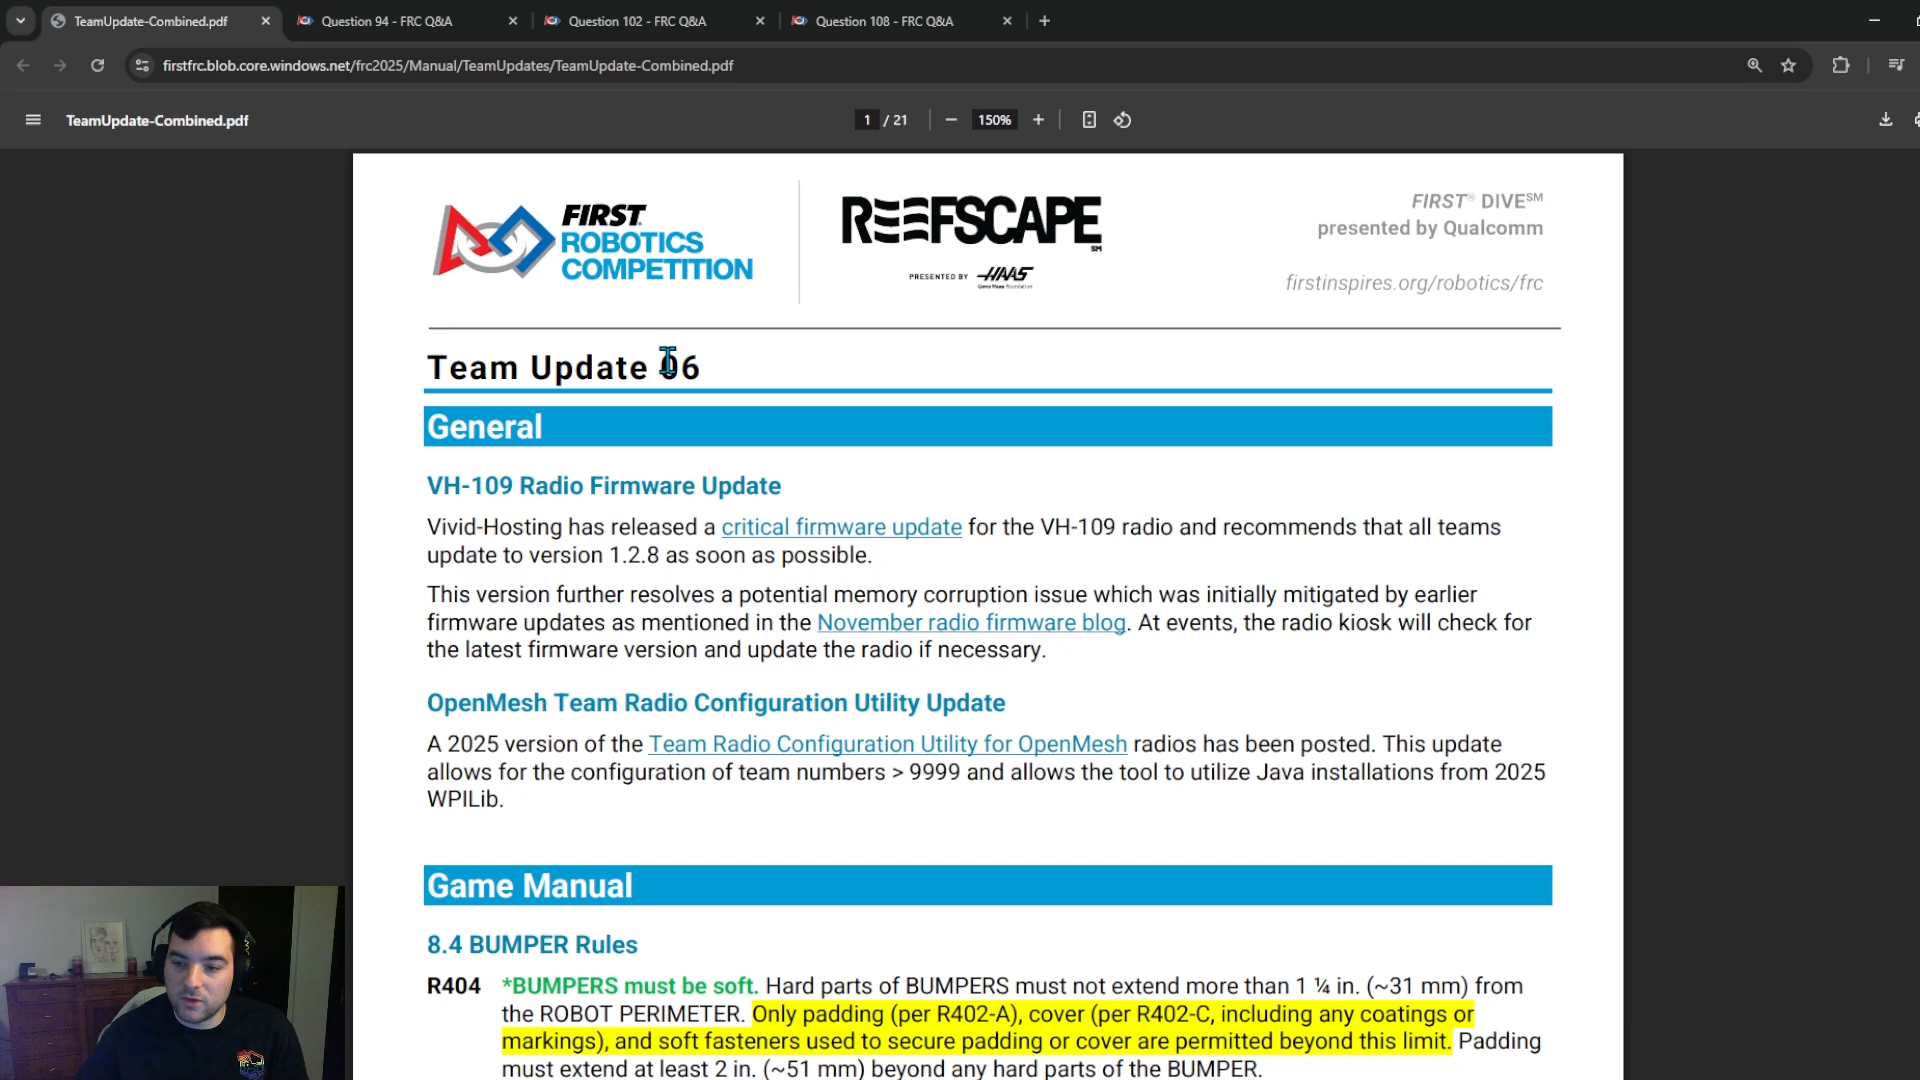 TeamUpdate-Combined.pdf
Question 94 - FRC Q&A
Question 102 - FRC Q&A
Question 108 - FRC Q&A
firstfrc.blob.core.windows.net/frc2025/Manual/TeamUpdates/TeamUpdate-Combined.pdf
TeamUpdate-Combined.pdf
1 / 21
150%
FIRST
ROBOTICS
COMPETITION
REEFSCAPE
SM
PRESENTED BY HAAS
Gene Haas Foundation
FIRST® DIVE℠
presented by Qualcomm
firstinspires.org/robotics/frc
Team Update 06
General
VH-109 Radio Firmware Update
Vivid-Hosting has released a critical firmware update for the VH-109 radio and recommends that all teams
update to version 1.2.8 as soon as possible.
This version further resolves a potential memory corruption issue which was initially mitigated by earlier
firmware updates as mentioned in the November radio firmware blog. At events, the radio kiosk will check for
the latest firmware version and update the radio if necessary.
OpenMesh Team Radio Configuration Utility Update
A 2025 version of the Team Radio Configuration Utility for OpenMesh radios has been posted. This update
allows for the configuration of team numbers > 9999 and allows the tool to utilize Java installations from 2025
WPILib.
Game Manual
8.4 BUMPER Rules
R404 *BUMPERS must be soft. Hard parts of BUMPERS must not extend more than 1 ¼ in. (~31 mm) from
the ROBOT PERIMETER. Only padding (per R402-A), cover (per R402-C, including any coatings or
markings), and soft fasteners used to secure padding or cover are permitted beyond this limit. Padding
must extend at least 2 in. (~51 mm) beyond any hard parts of the BUMPER.